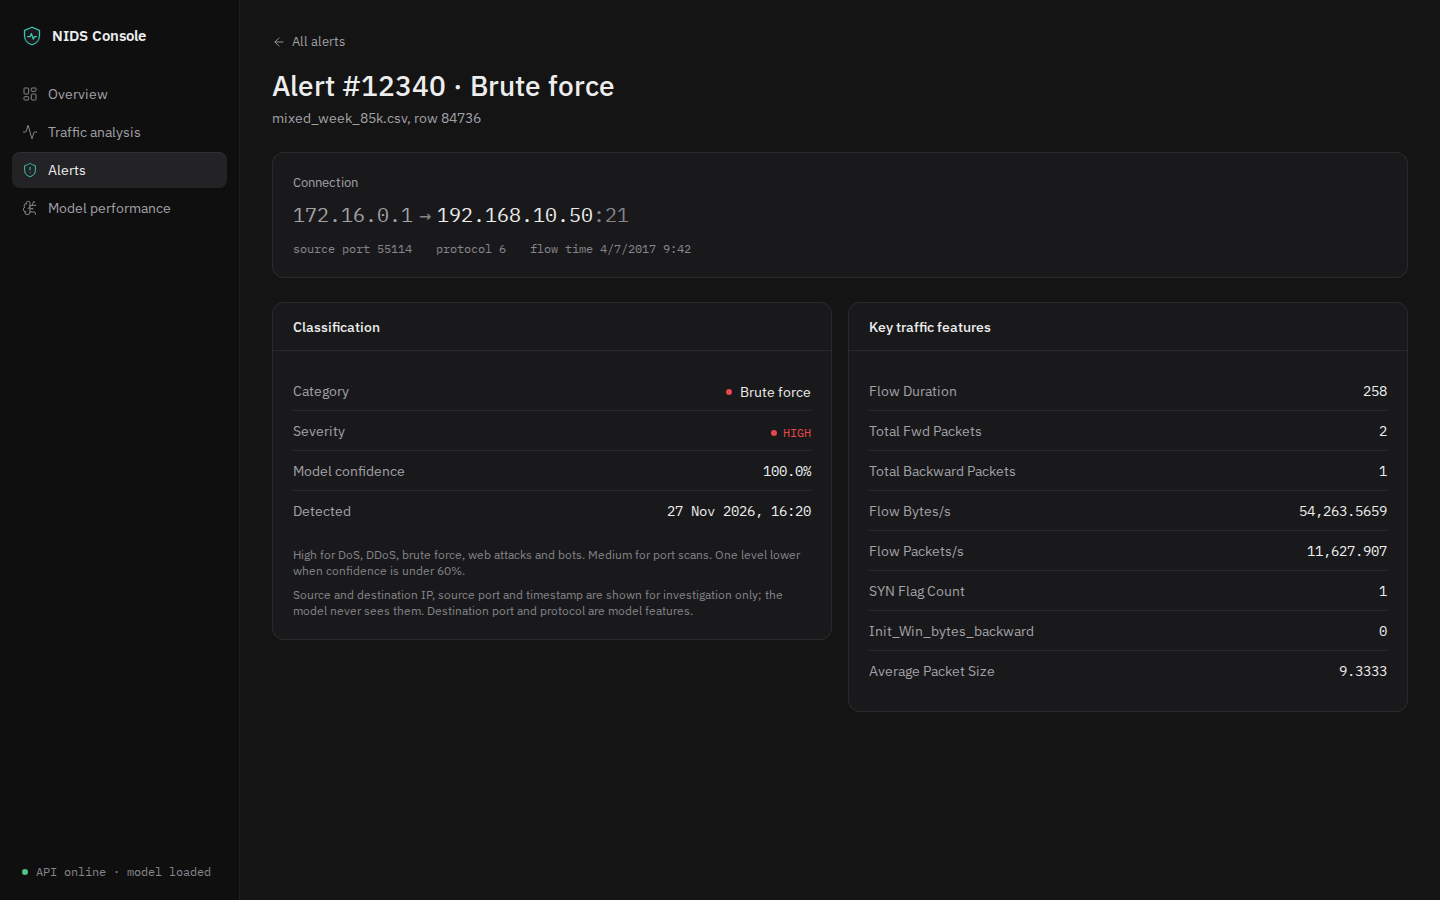 NIDS Console
Overview
Traffic analysis
Alerts
Model performance
API online · model loaded
← All alerts
Alert #12340 · Brute force
mixed_week_85k.csv, row 84736
Connection
172.16.0.1 → 192.168.10.50:21
source port 55114 protocol 6 flow time 4/7/2017 9:42
Classification
Category Brute force
Severity HIGH
Model confidence 100.0%
Detected 27 Nov 2026, 16:20
High for DoS, DDoS, brute force, web attacks and bots. Medium for port scans. One level lower
when confidence is under 60%.
Source and destination IP, source port and timestamp are shown for investigation only; the
model never sees them. Destination port and protocol are model features.
Key traffic features
Flow Duration 258
Total Fwd Packets 2
Total Backward Packets 1
Flow Bytes/s 54,263.5659
Flow Packets/s 11,627.907
SYN Flag Count 1
Init_Win_bytes_backward 0
Average Packet Size 9.3333